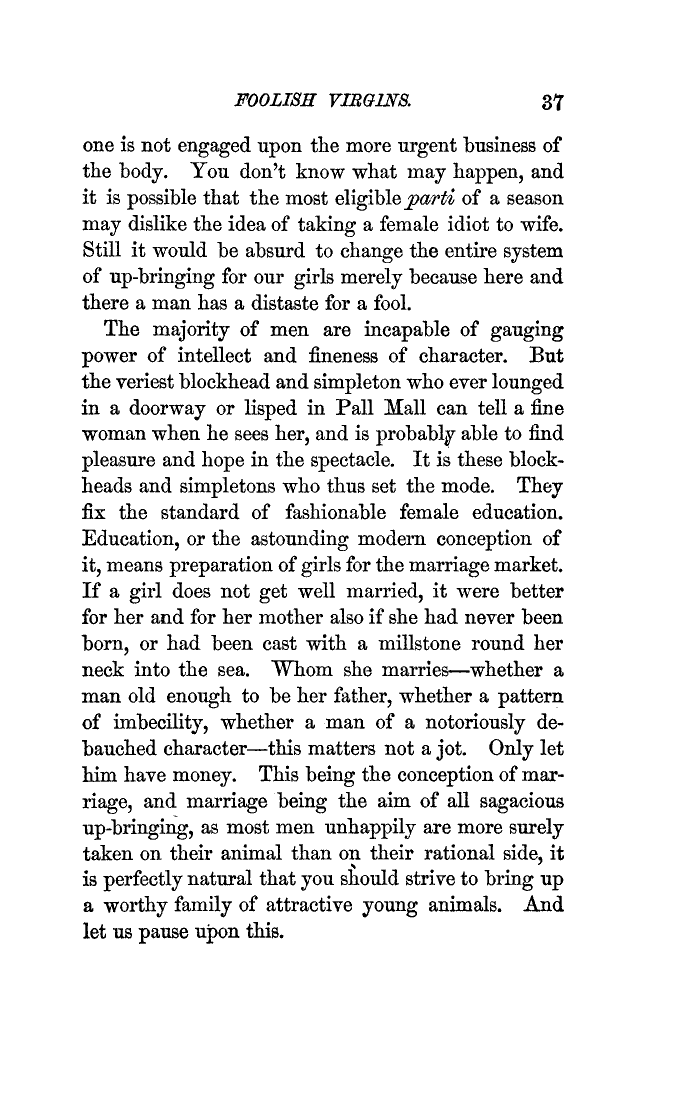 FOOLISH VIRGINS. 37
one is not engaged upon the more urgent business of
the body. You don't know what may happen, and
it is possible that the most eligible parti of a season
may dislike the idea of taking a female idiot to wife.
Still it would be absurd to change the entire system
of up-bringing for our girls merely because here and
there a man has a distaste for a fool.
The majority of men are incapable of gauging
power of intellect and fineness of character. But
the veriest blockhead and simpleton who ever lounged
in a doorway or lisped in Pall Mall can tell a fine
woman when he sees her, and is probably able to find
pleasure and hope in the spectacle. It is these block-
heads and simpletons who thus set the mode. They
fix the standard of fashionable female education.
Education, or the astounding modern conception of
it, means preparation of girls for the marriage market.
If a girl does not get well married, it were better
for her and for her mother also if she had never been
born, or had been cast with a millstone round her
neck into the sea. Whom she marries—whether a
man old enough to be her father, whether a pattern
of imbecility, whether a man of a notoriously de-
bauched character—this matters not a jot. Only let
him have money. This being the conception of mar-
riage, and marriage being the aim of all sagacious
up-bringing, as most men unhappily are more surely
taken on their animal than on their rational side, it
is perfectly natural that you should strive to bring up
a worthy family of attractive young animals. And
let us pause upon this.